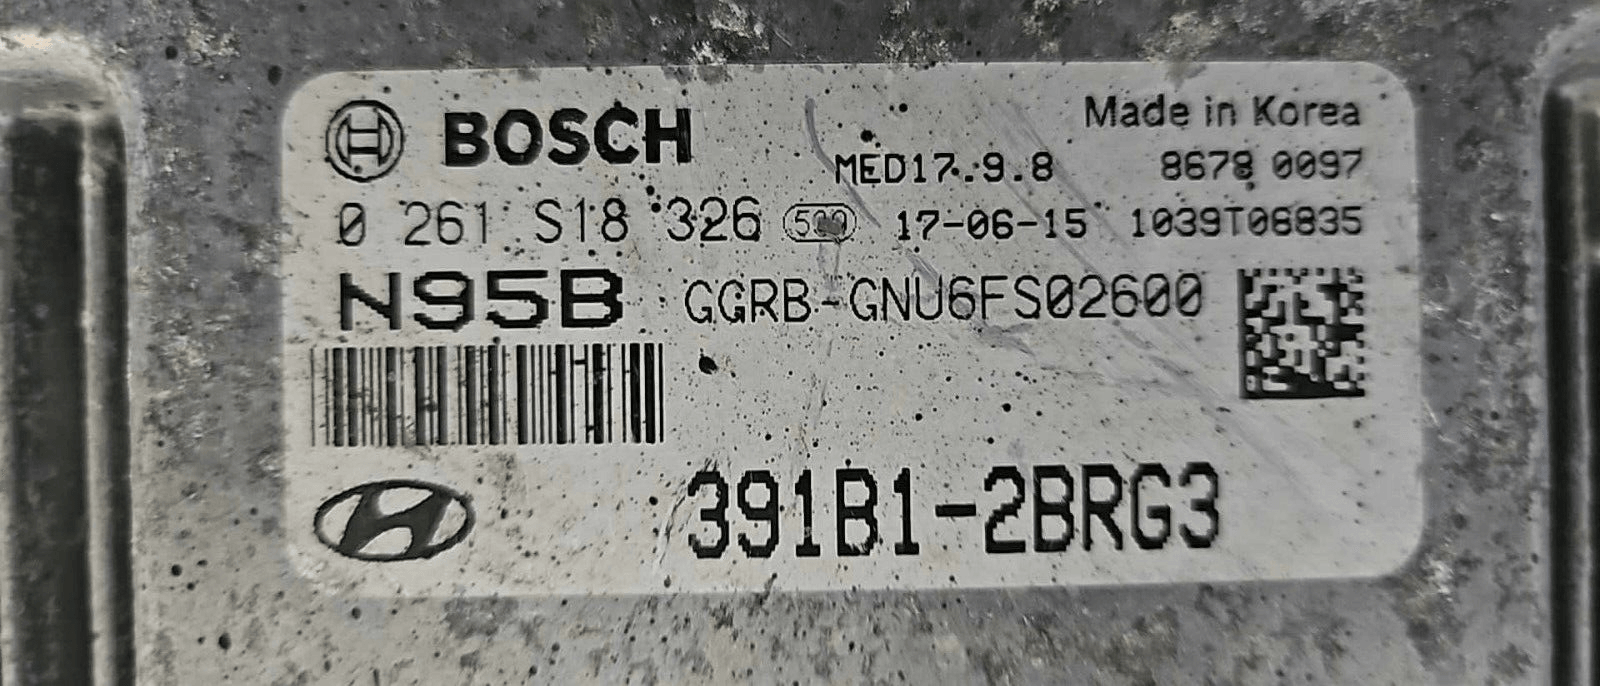 BOSCH
Made in Korea
MED17.9.8 8678 0097
0 261 S18 326 17-06-15 1039T06835
N95B GGRB-GNU6FS02600
391B1-2BRG3